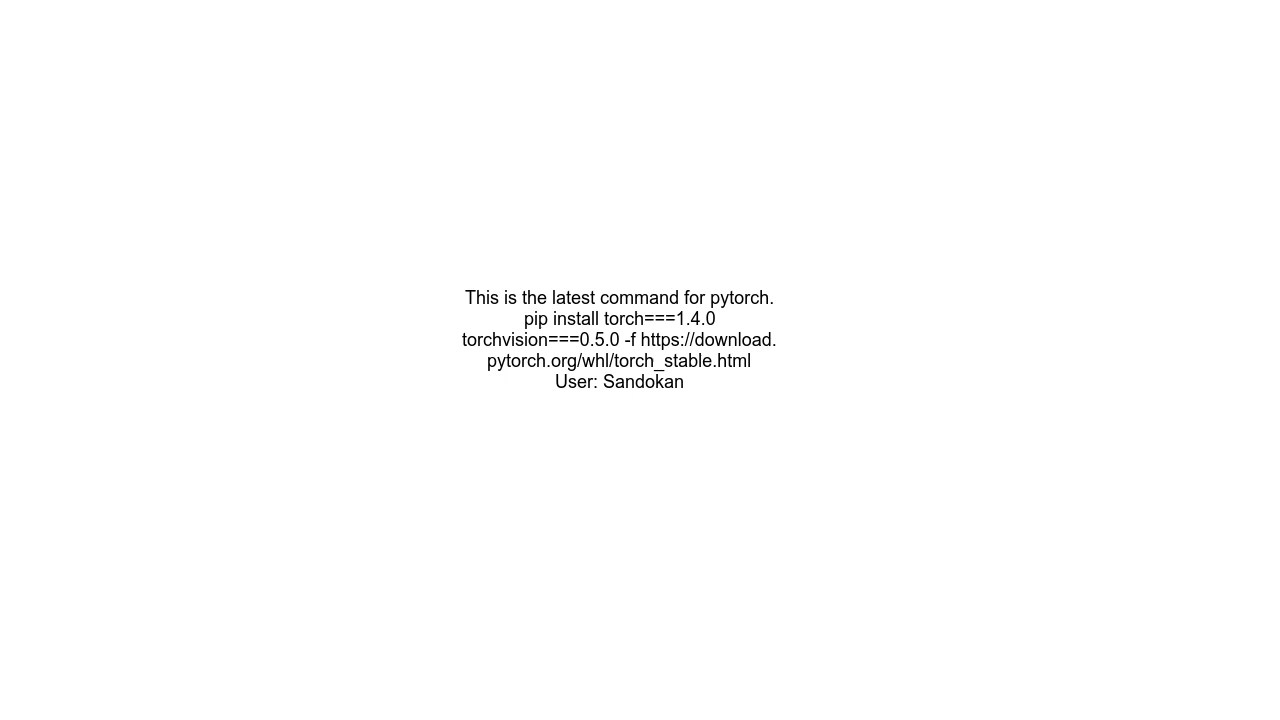 This is the latest command for pytorch.
pip install torch===1.4.0
torchvision===0.5.0 -f https://download.
pytorch.org/whl/torch_stable.html
User: Sandokan